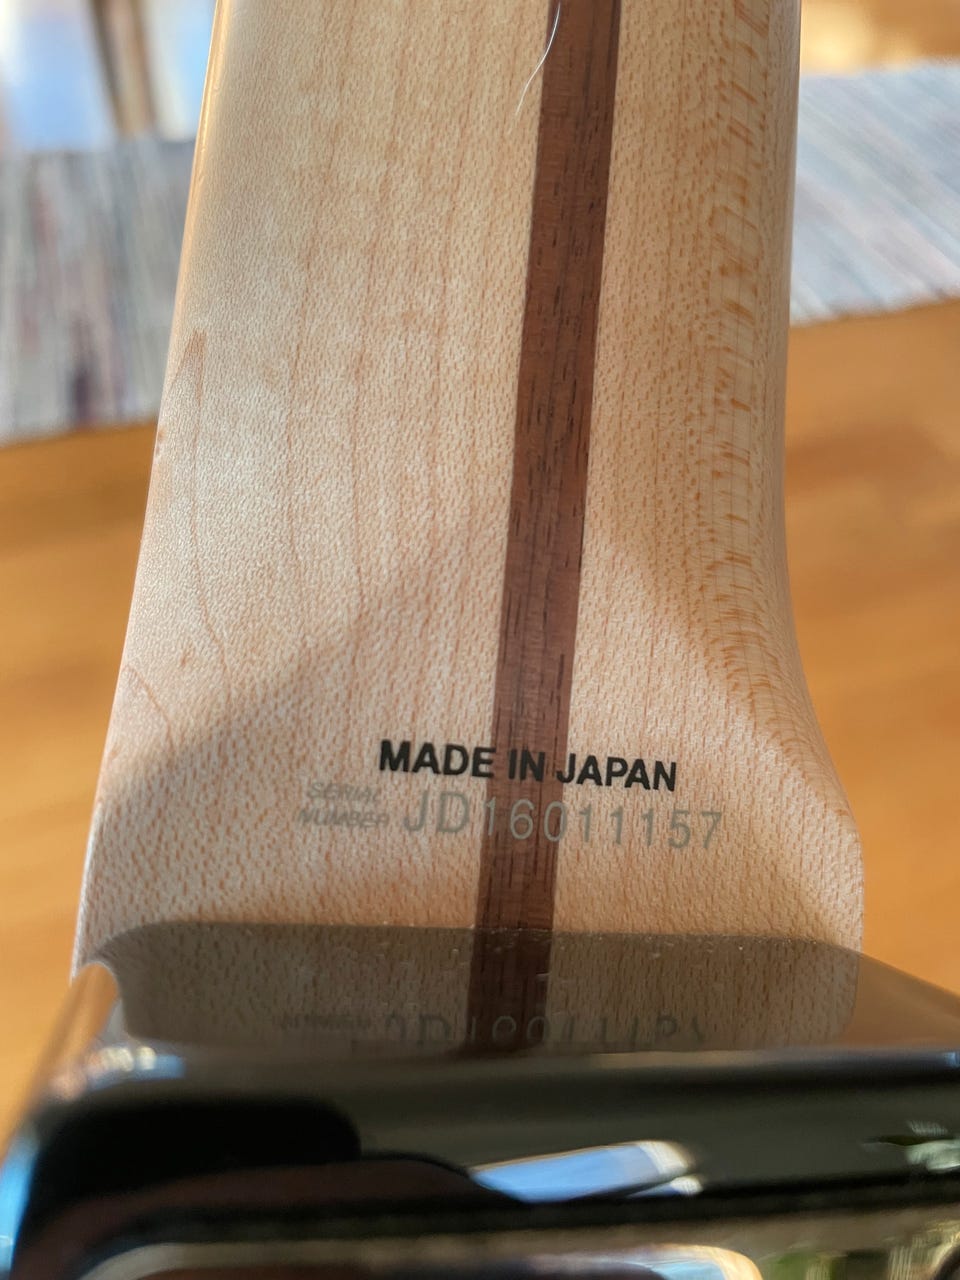 MADE IN JAPAN
SERIAL
NUMBER JD16011157